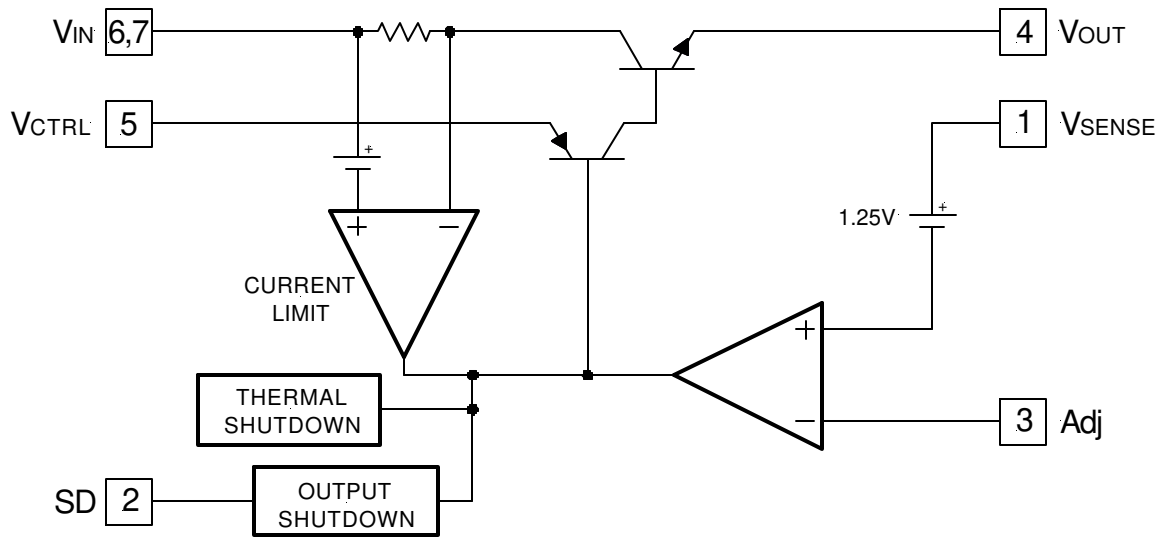 VIN 6,7
4 VOUT
VCTRL 5
1 VSENSE
+
+
1.25V
+ −
CURRENT
LIMIT
+
THERMAL
SHUTDOWN
−
3 Adj
SD 2
OUTPUT
SHUTDOWN